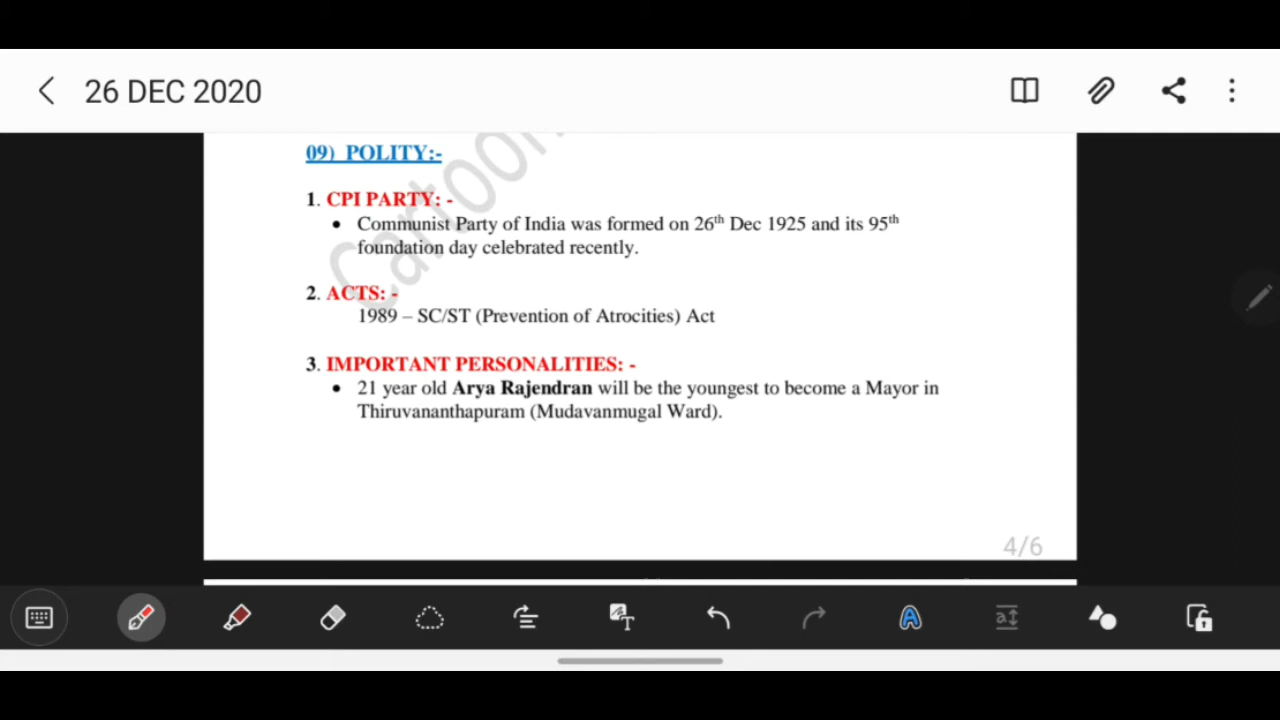 26 DEC 2020
09) POLITY:-
1. CPI PARTY: -
• Communist Party of India was formed on 26th Dec 1925 and its 95th
foundation day celebrated recently.
2. ACTS: -
1989 – SC/ST (Prevention of Atrocities) Act
3. IMPORTANT PERSONALITIES: -
• 21 year old Arya Rajendran will be the youngest to become a Mayor in
Thiruvananthapuram (Mudavanmugal Ward).
Cartoon
4/6